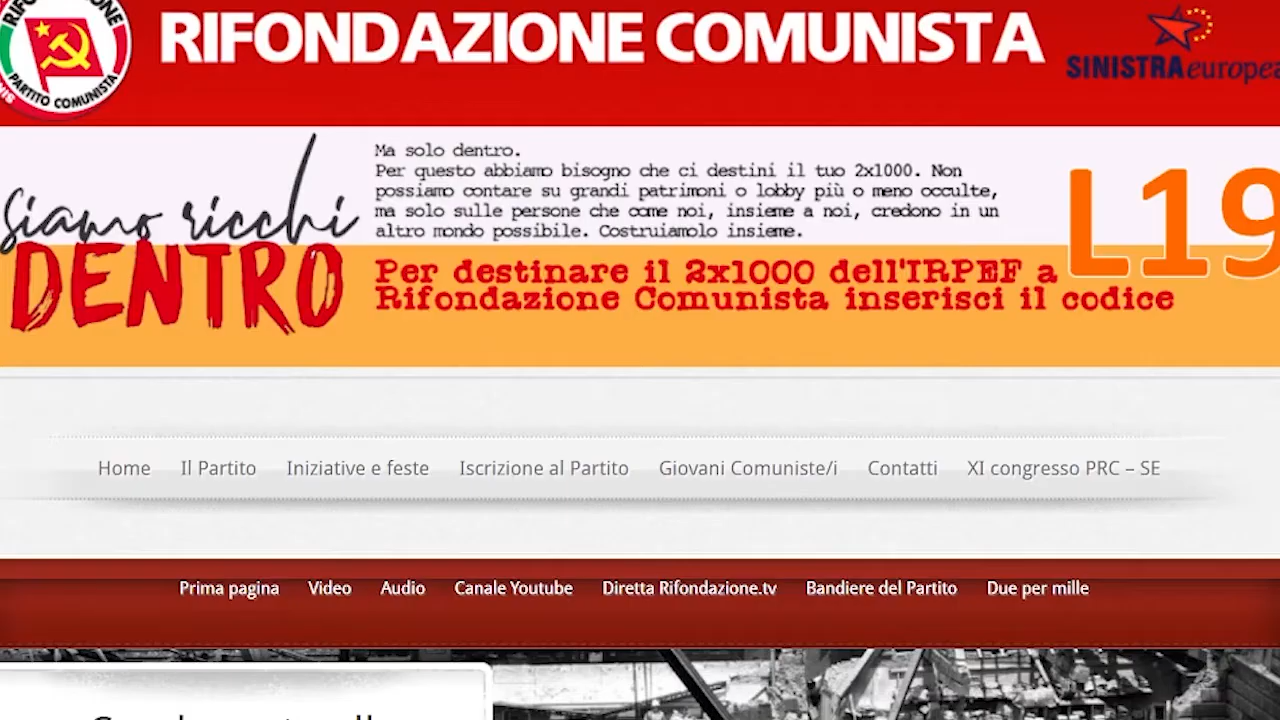 RIFONDAZIONE COMUNISTA
PARTITO COMUNISTA
SINISTRA europea
siamo ricchi
DENTRO
Ma solo dentro.
Per questo abbiamo bisogno che ci destini il tuo 2x1000. Non
possiamo contare su grandi patrimoni o lobby più o meno occulte,
ma solo sulle persone che come noi, insieme a noi, credono in un
altro mondo possibile. Costruiamolo insieme.
L19
Per destinare il 2x1000 dell'IRPEF a
Rifondazione Comunista inserisci il codice
Home Il Partito Iniziative e feste Iscrizione al Partito Giovani Comuniste/i Contatti XI congresso PRC – SE
Prima pagina Video Audio Canale Youtube Diretta Rifondazione.tv Bandiere del Partito Due per mille